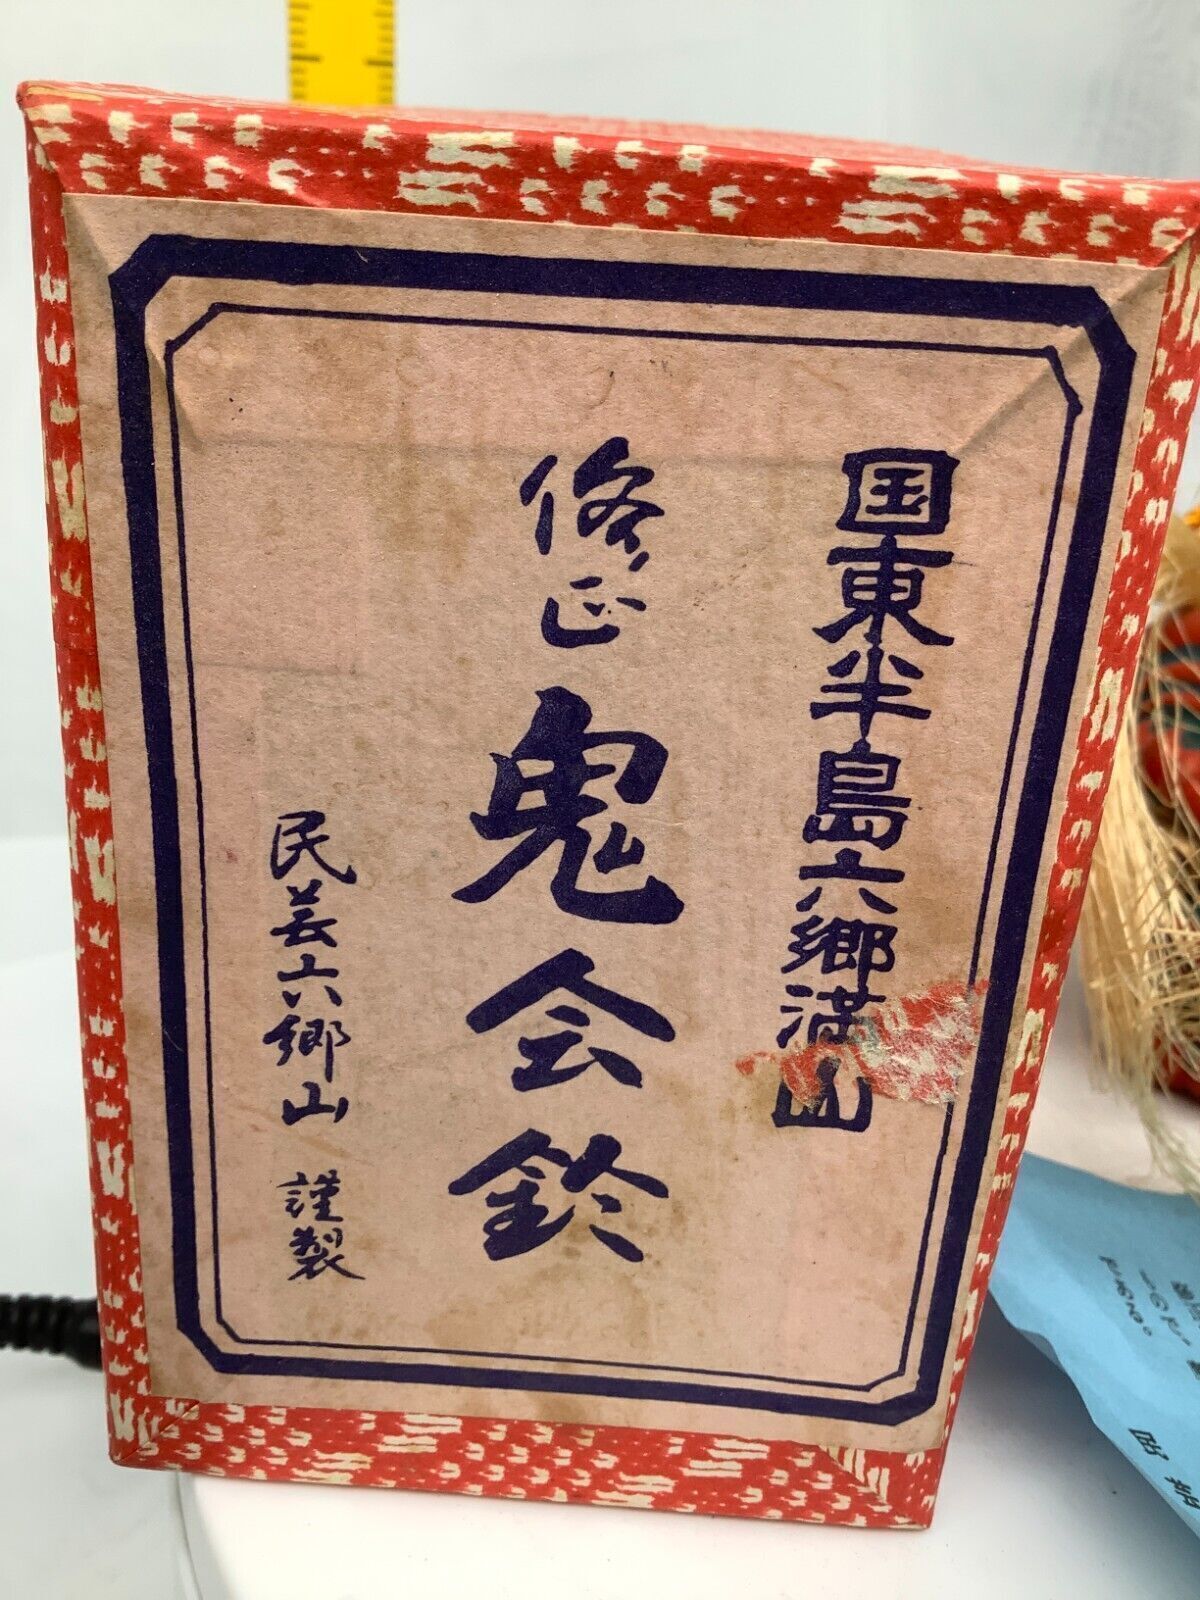 国東半島六郷満山
修正
鬼会鈴
民芸六郷山 謹製